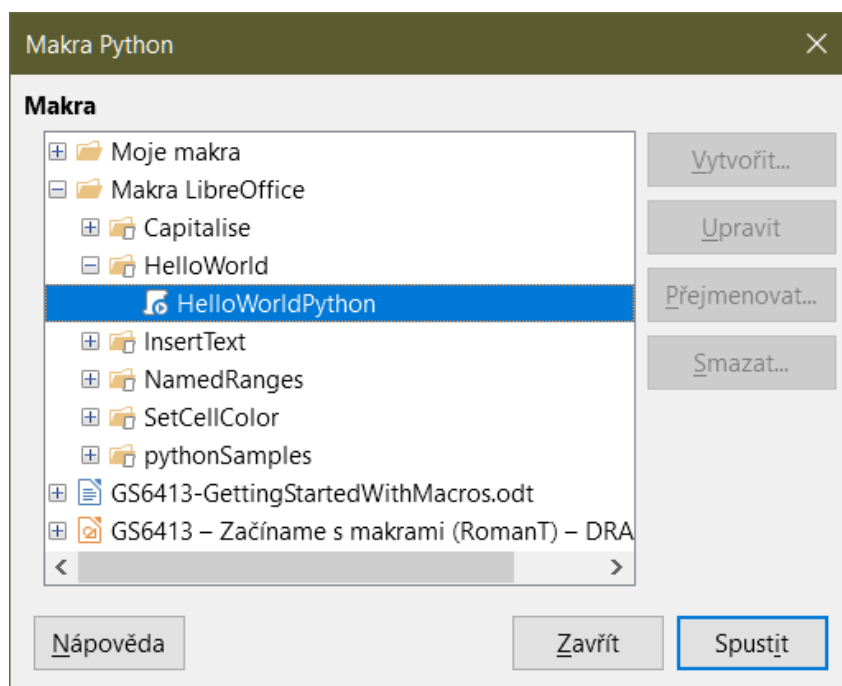 Makra Python
Makra
Moje makra
Vytvořit...
Makra LibreOffice
Capitalise
Upravit
HelloWorld
HelloWorldPython
Přejmenovat...
InsertText
Smazat...
NamedRanges
SetCellColor
pythonSamples
GS6413-GettingStartedWithMacros.odt
GS6413 – Začíname s makrami (RomanT) – DRA
Nápověda
Zavřít
Spustit